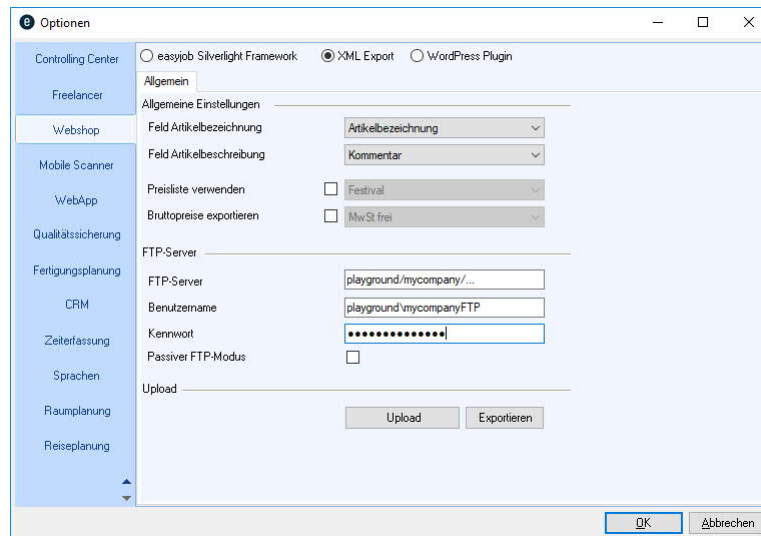 Optionen
Controlling Center
Freelancer
Webshop
Mobile Scanner
WebApp
Qualitätssicherung
Fertigungsplanung
CRM
Zeiterfassung
Sprachen
Raumplanung
Reiseplanung
easyjob Silverlight Framework XML Export WordPress Plugin
Allgemein
Allgemeine Einstellungen
Feld Artikelbezeichnung Artikelbezeichnung
Feld Artikelbeschreibung Kommentar
Preisliste verwenden Festival
Bruttopreise exportieren MwSt frei
FTP-Server
FTP-Server playground/mycompany/...
Benutzername playground\mycompanyFTP
Kennwort ••••••••••••••
Passiver FTP-Modus
Upload
Upload Exportieren
OK Abbrechen